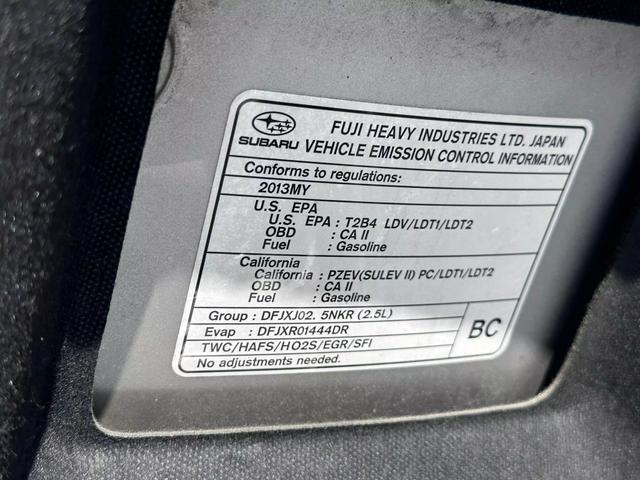 SUBARU
FUJI HEAVY INDUSTRIES LTD. JAPAN
VEHICLE EMISSION CONTROL INFORMATION
Conforms to regulations:
2013MY
U.S. EPA
U.S. EPA : T2B4 LDV/LDT1/LDT2
OBD : CA II
Fuel : Gasoline
California
California : PZEV(SULEV II) PC/LDT1/LDT2
OBD : CA II
Fuel : Gasoline
Group : DFJXJ02. 5NKR (2.5L)
Evap : DFJXR01444DR
TWC/HAFS/HO2S/EGR/SFI
No adjustments needed.
BC